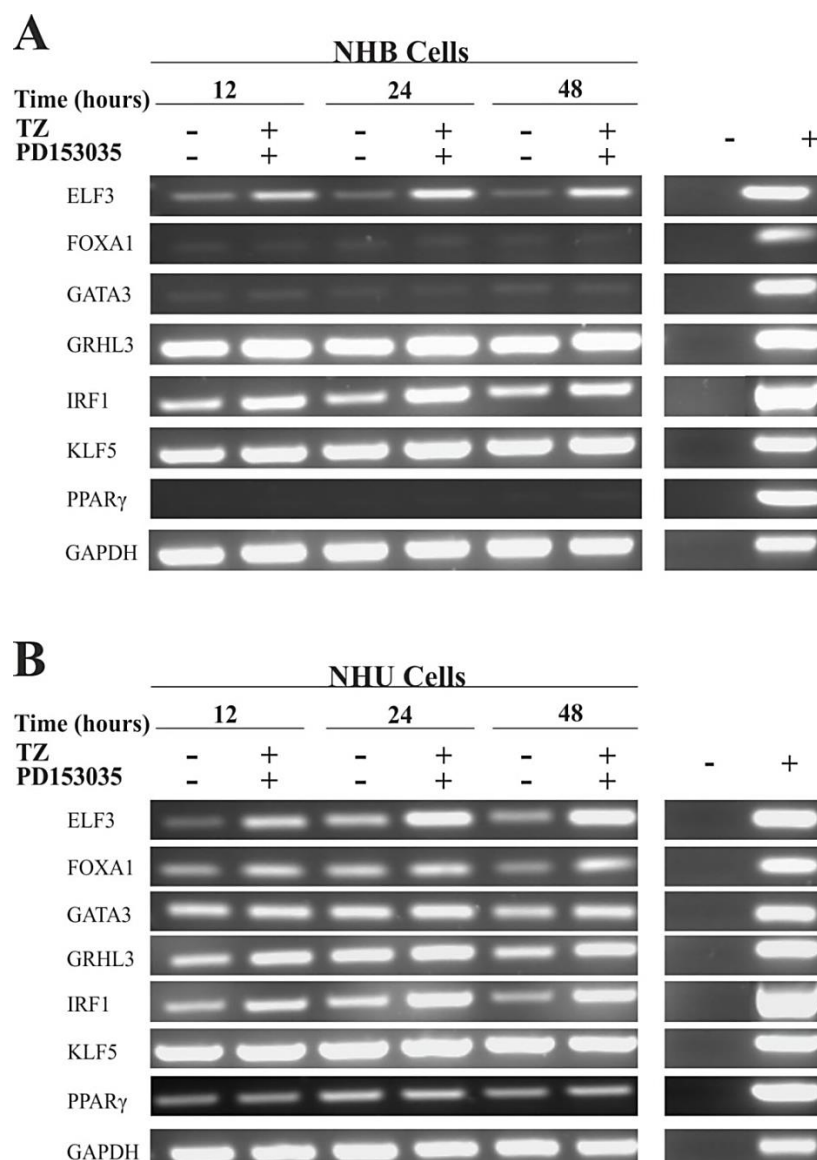 A
NHB Cells
Time (hours) 12 24 48
TZ - + - + - + - +
PD153035 - + - + - +
ELF3
FOXA1
GATA3
GRHL3
IRF1
KLF5
PPARγ
GAPDH
B
NHU Cells
Time (hours) 12 24 48
TZ - + - + - + - +
PD153035 - + - + - +
ELF3
FOXA1
GATA3
GRHL3
IRF1
KLF5
PPARγ
GAPDH